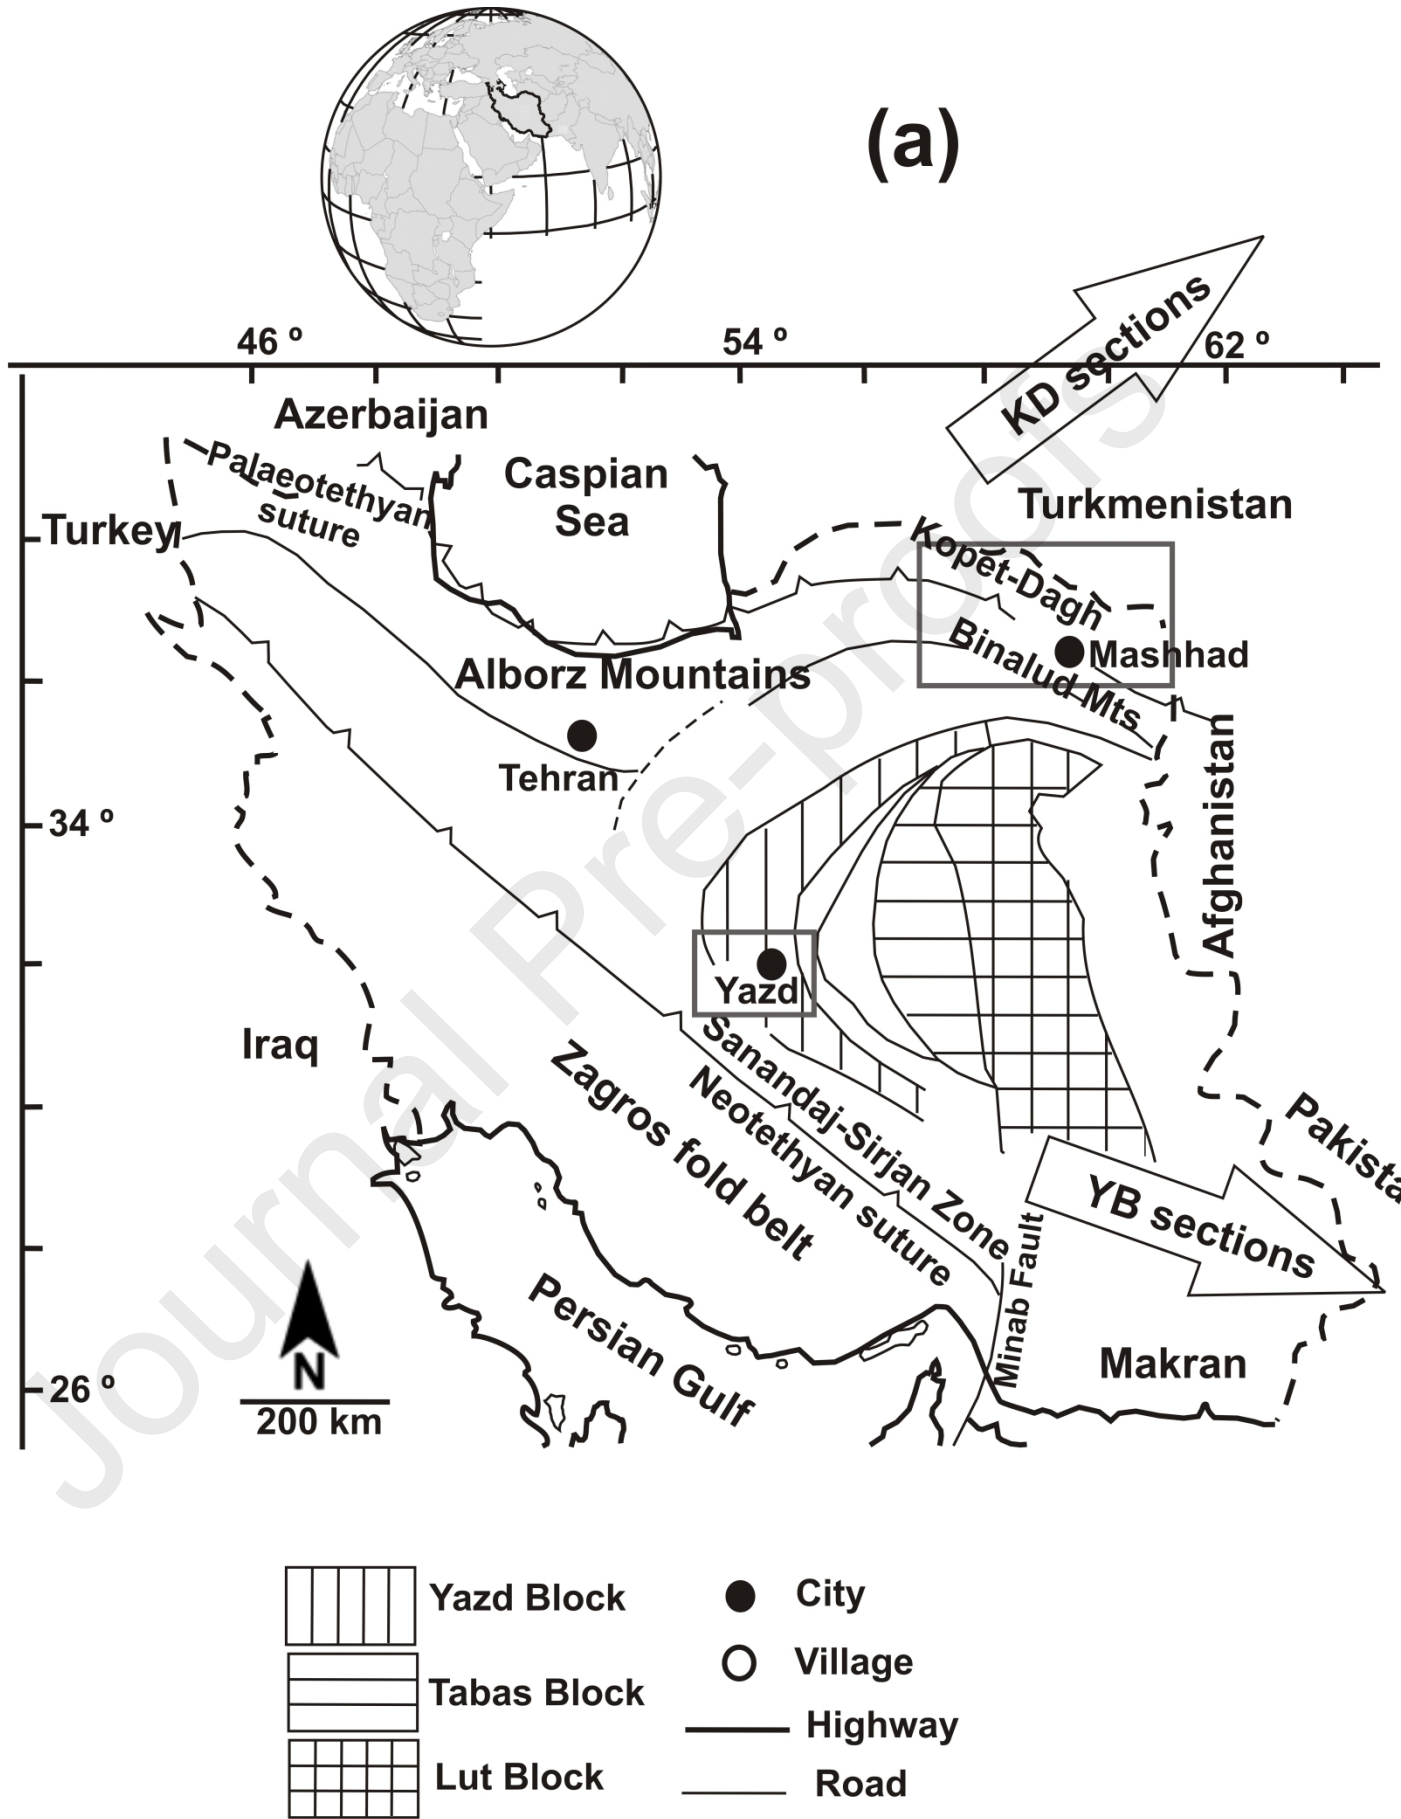 (a)
46 º
54 º
62 º
KD sections
Azerbaijan
Palaeotethyan
suture
Caspian
Sea
Turkmenistan
Turkey
Kopet-Dagh
Binalud Mts
Mashhad
Alborz Mountains
Tehran
34 º
Afghanistan
Yazd
Iraq
Sanandaj-Sirjan Zone
Neotethyan suture
Zagros fold belt
Pakista
YB sections
Minab Fault
Persian Gulf
Makran
N
26 º
200 km
Journal Pre-proofs
Yazd Block
City
Village
Tabas Block
Highway
Lut Block
Road